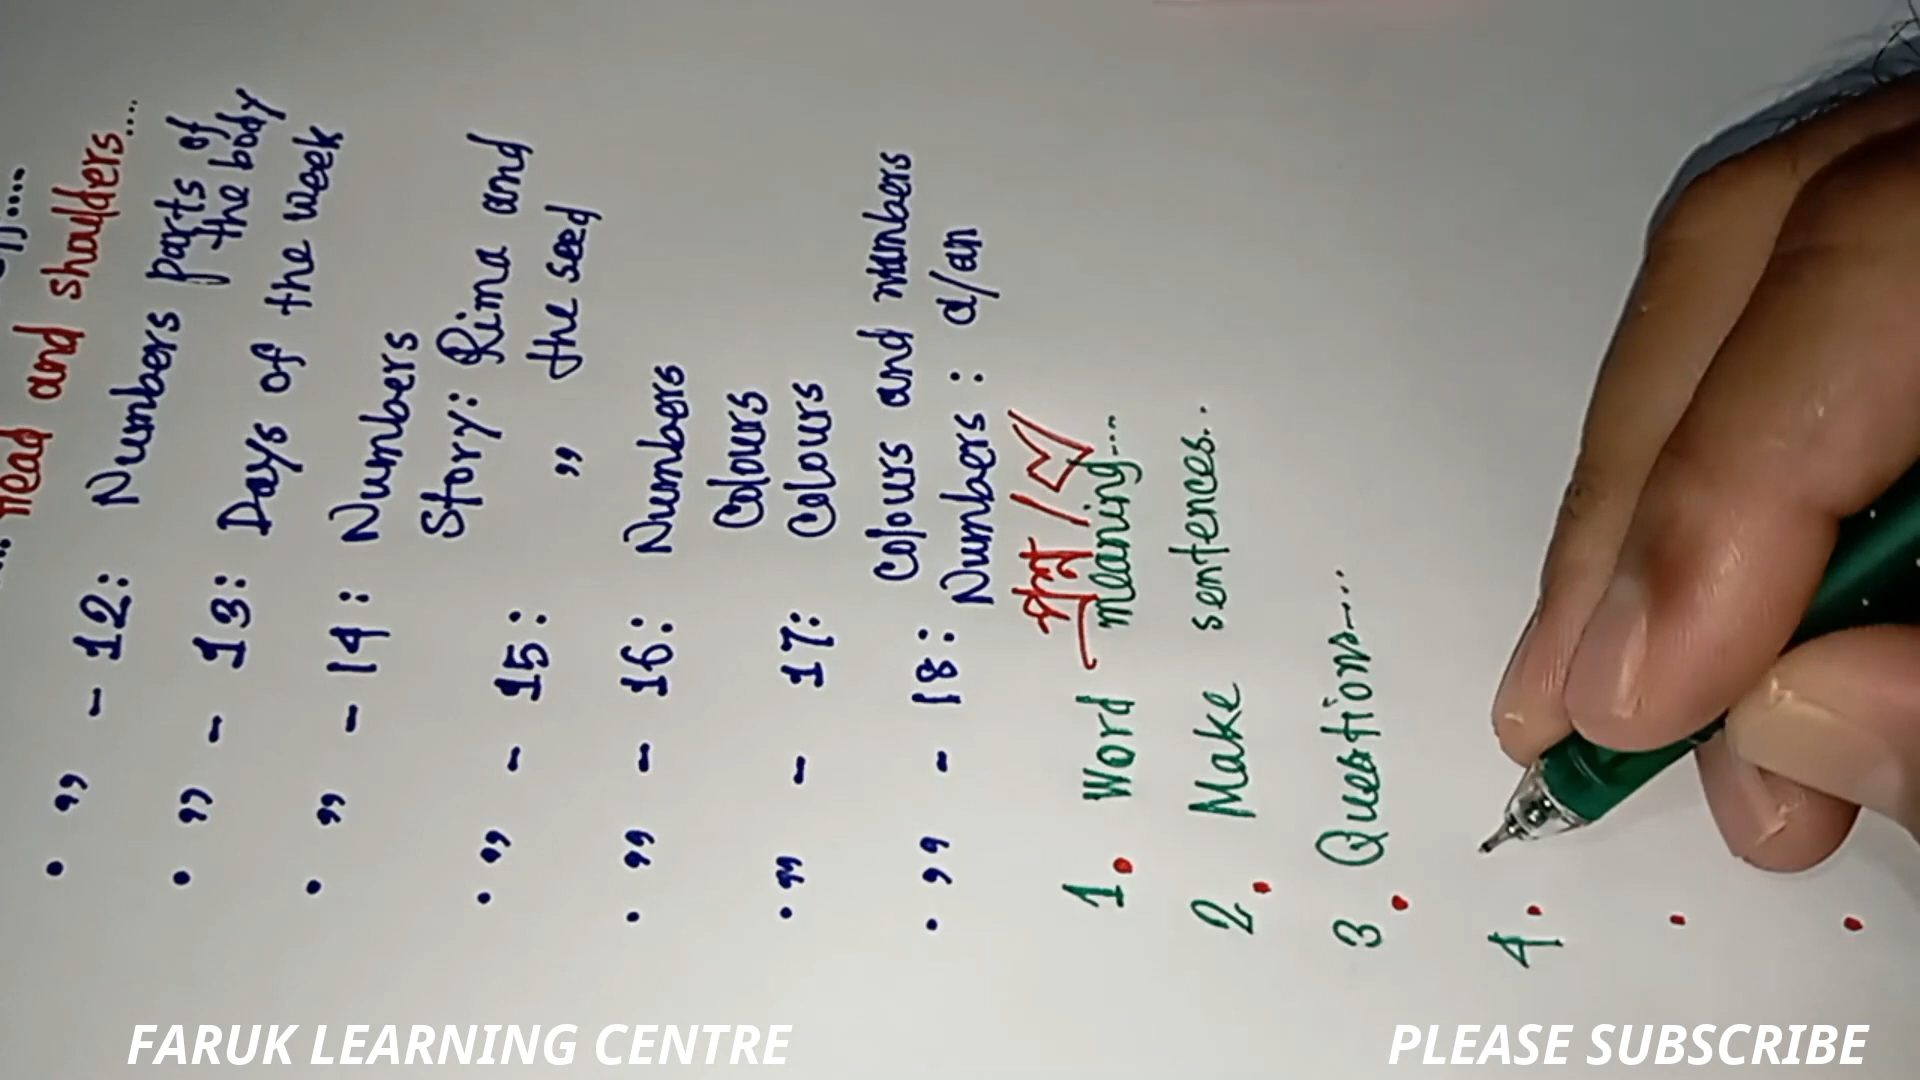 head and shoulders....
• ,, - 12: Numbers parts of
the body
• ,, - 13: Days of the week
• ,, - 14: Numbers
Story: Rima and
• ,, - 15: ,, the seed
• ,, - 16: Numbers
Colours
• ,, - 17: Colours
Colours and numbers
• ,, - 18: Numbers: a/an
প্রশ্ন /
1. Word meaning...
2. Make sentences..
3. Questions....
4.
FARUK LEARNING CENTRE
PLEASE SUBSCRIBE